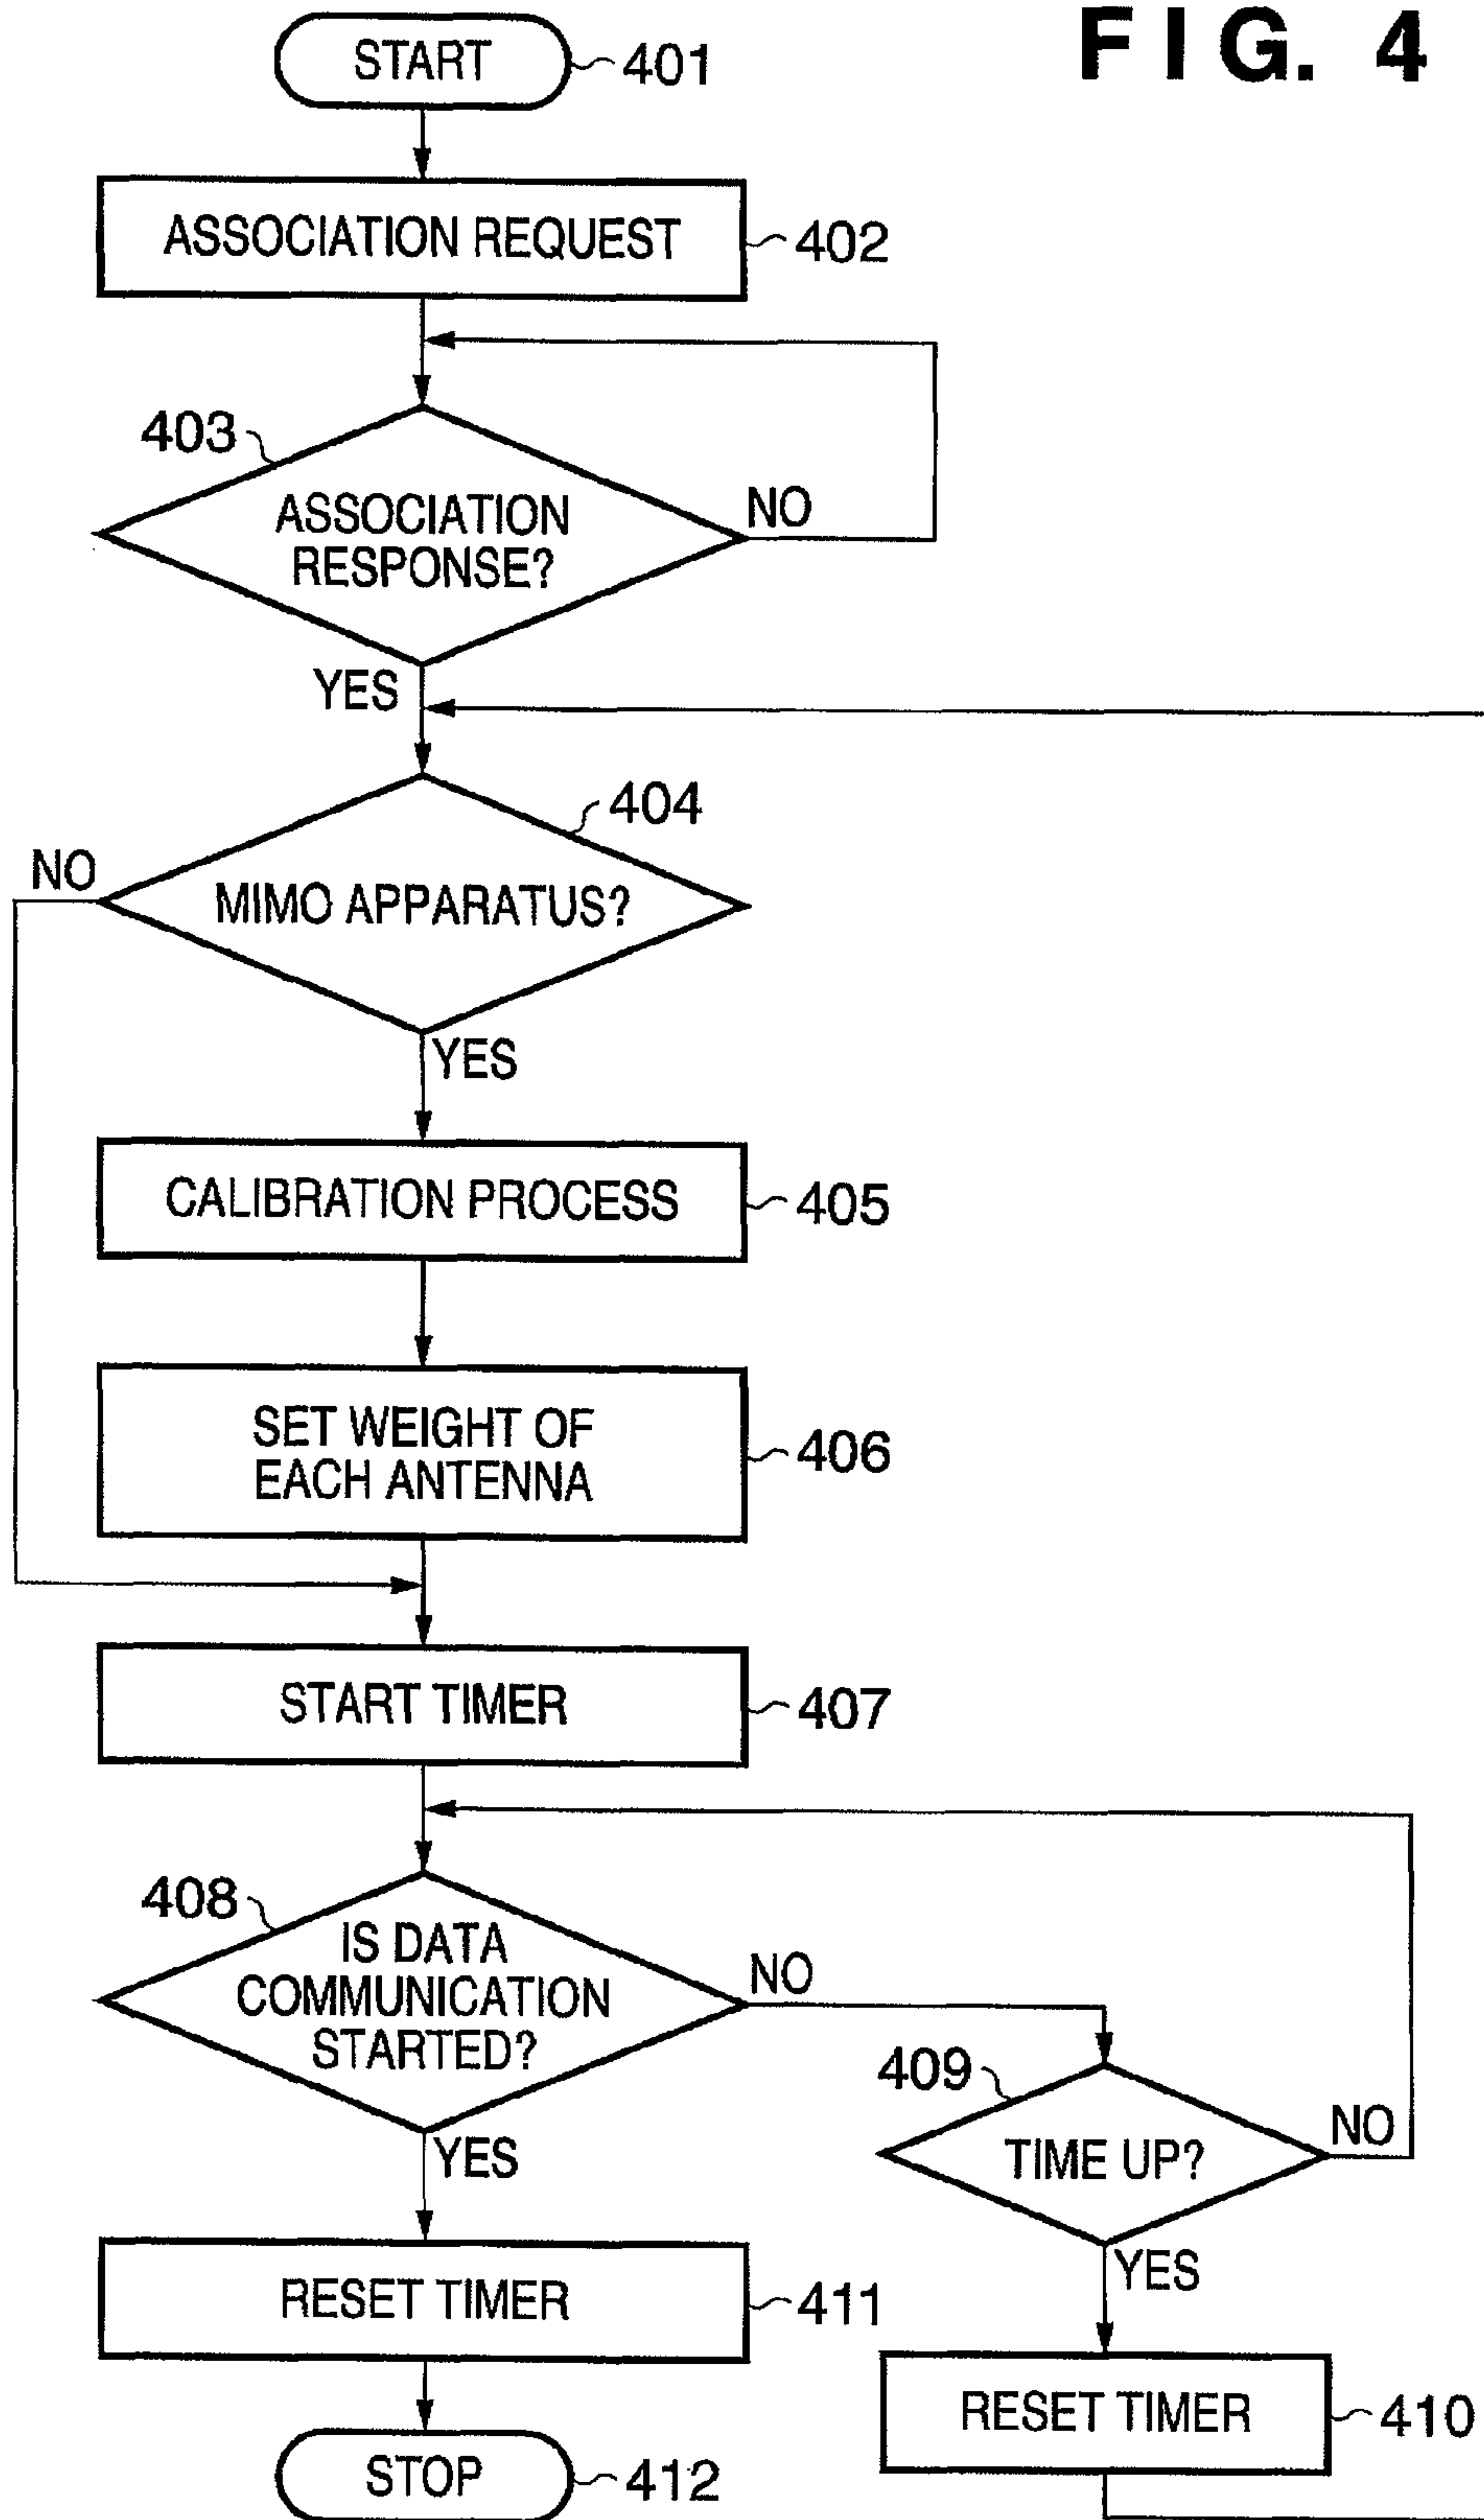 FIG. 4
START
401
ASSOCIATION REQUEST
402
403
ASSOCIATION
RESPONSE?
NO
YES
404
NO
MIMO APPARATUS?
YES
CALIBRATION PROCESS
405
SET WEIGHT OF
EACH ANTENNA
406
START TIMER
407
408
IS DATA
COMMUNICATION
STARTED?
NO
409
TIME UP?
NO
YES
YES
RESET TIMER
411
RESET TIMER
410
STOP
412